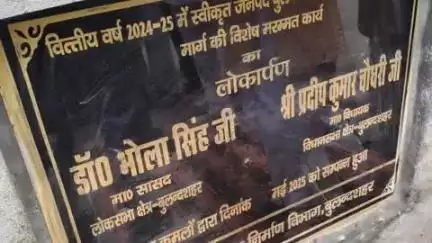 वित्तीय वर्ष 2024-25 में स्वीकृत जनपद
मार्ग की विशेष मरम्मत कार्य
का
लोकार्पण
डॉ0 भोला सिंह जी
मा0 सांसद
लोकसभा क्षेत्र-बुलन्दशहर
श्री प्रदीप कुमार चौधरी जी
मा0 विधायक
विधानसभा क्षेत्र-बुलन्दशहर
कमलों द्वारा दिनांक मई 2025 को सम्पन्न हुआ
निर्माण विभाग, बुलन्दशहर